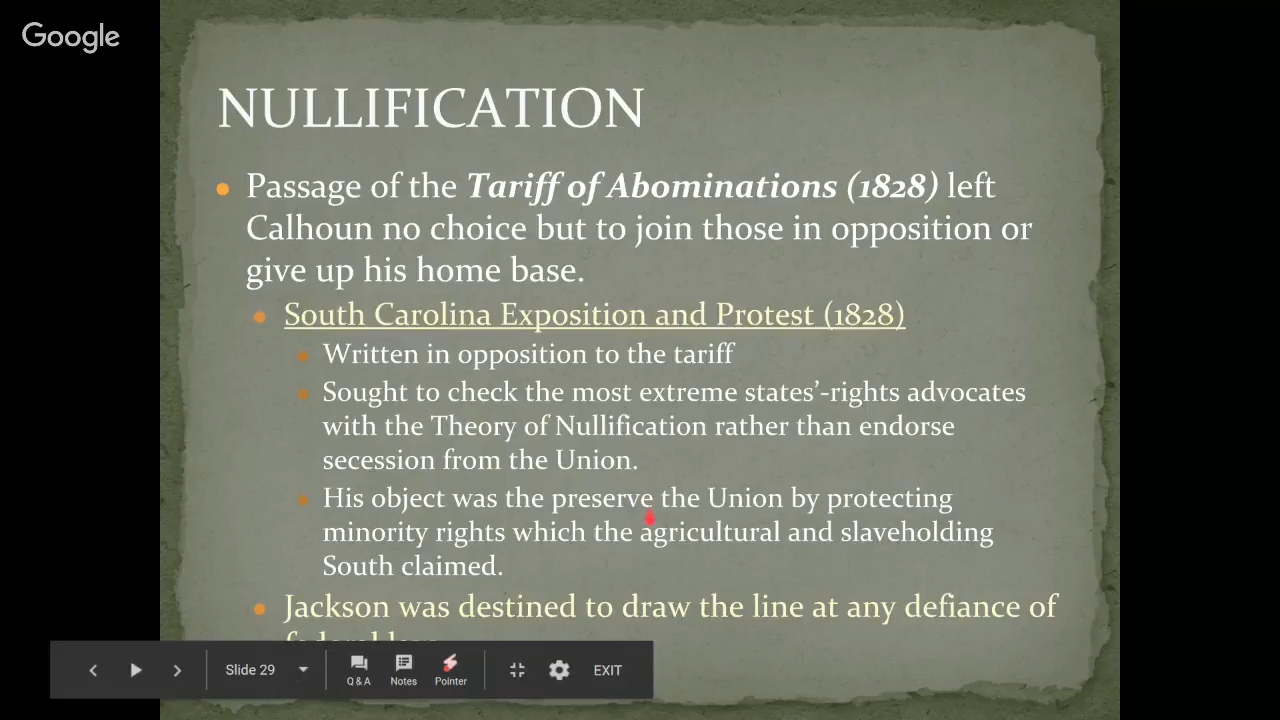 Google
NULLIFICATION
Passage of the Tariff of Abominations (1828) left
Calhoun no choice but to join those in opposition or
give up his home base.
South Carolina Exposition and Protest (1828)
Written in opposition to the tariff
Sought to check the most extreme states’-rights advocates
with the Theory of Nullification rather than endorse
secession from the Union.
His object was the preserve the Union by protecting
minority rights which the agricultural and slaveholding
South claimed.
Jackson was destined to draw the line at any defiance of
Slide 29
Q & A
Notes
Pointer
EXIT